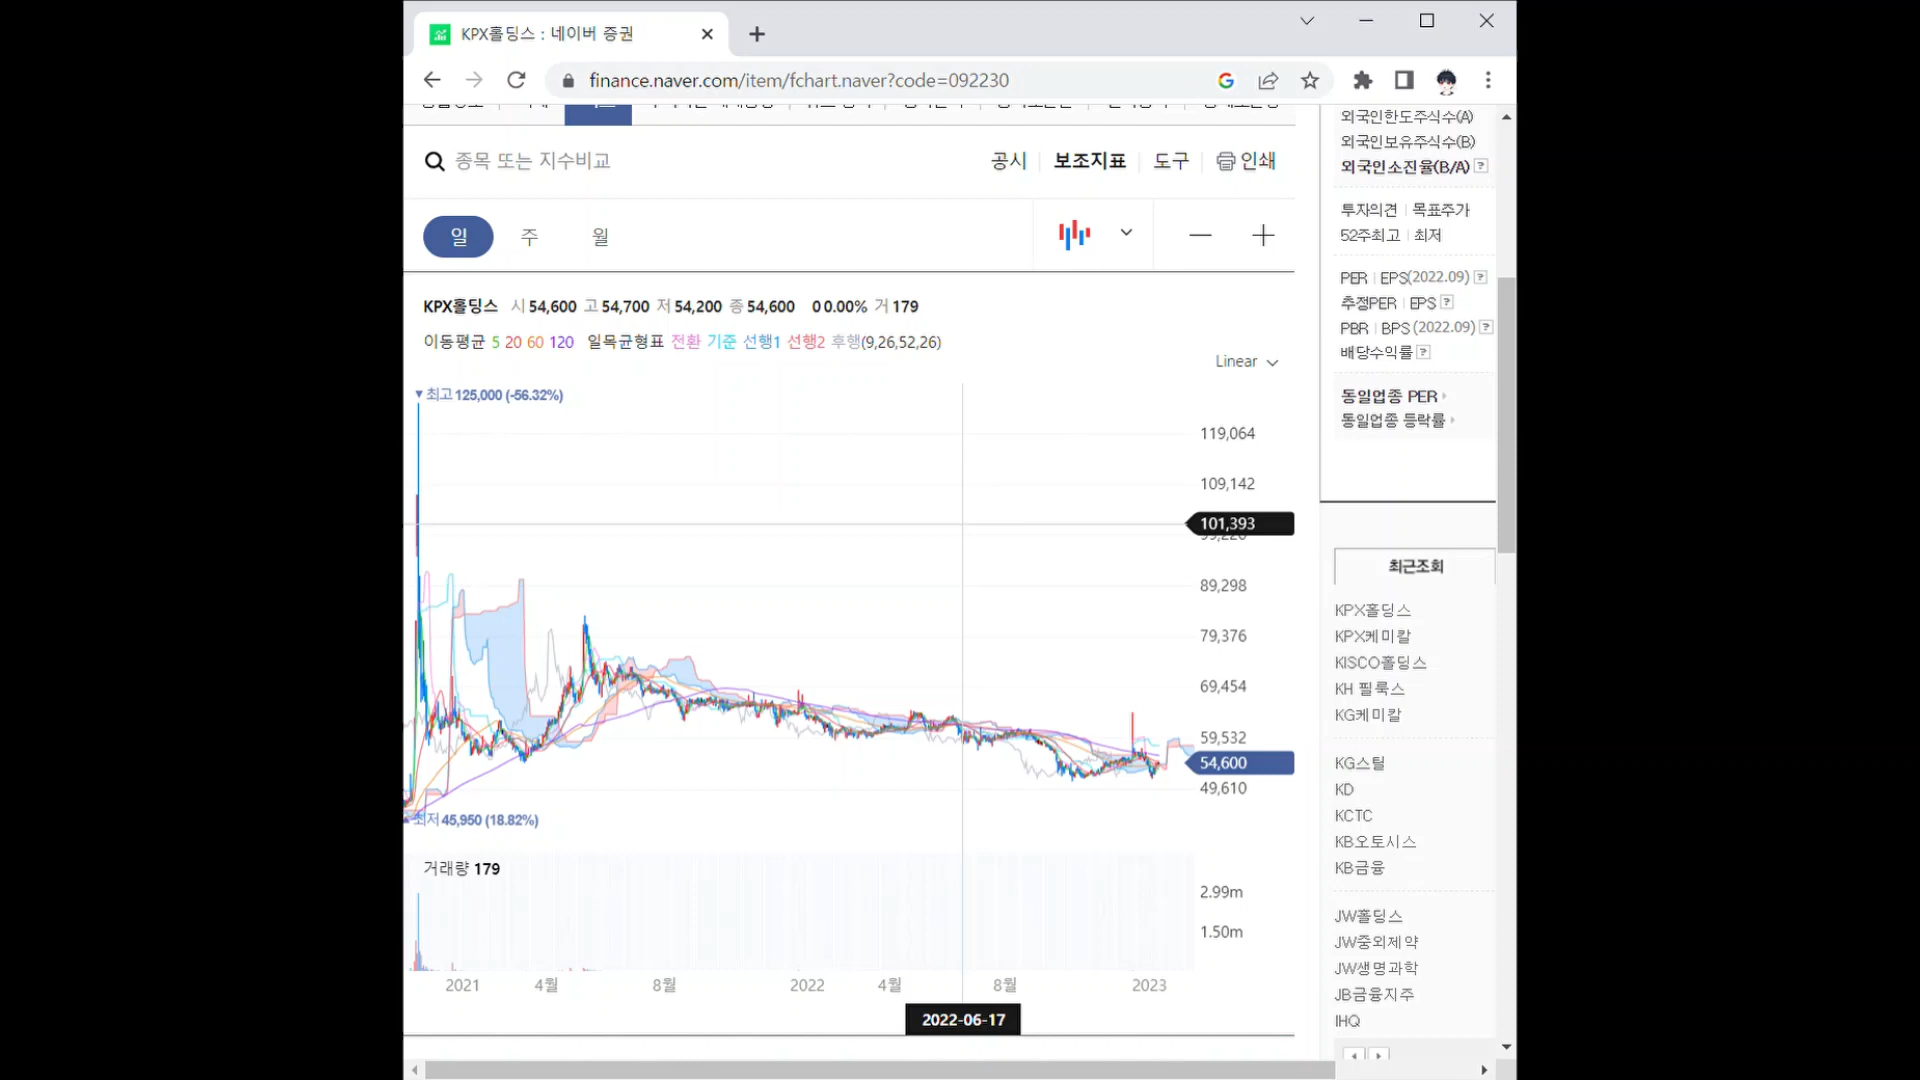 KPX홀딩스 : 네이버 증권
finance.naver.com/item/fchart.naver?code=092230
종목 또는 지수비교
공시 보조지표 도구 인쇄
일 주 월
KPX홀딩스 시 54,600 고 54,700 저 54,200 종 54,600 0 0.00% 거 179
이동평균 5 20 60 120 일목균형표 전환 기준 선행1 선행2 후행(9,26,52,26)
Linear
최고 125,000 (-56.32%)
119,064
109,142
101,393
89,298
79,376
69,454
59,532
54,600
49,610
최저 45,950 (18.82%)
거래량 179
2.99m
1.50m
2021 4월 8월 2022 4월 8월 2023
2022-06-17
외국인한도주식수(A)
외국인보유주식수(B)
외국인소진율(B/A) ?
투자의견 목표주가
52주최고 최저
PER EPS(2022.09) ?
추정PER EPS ?
PBR BPS (2022.09) ?
배당수익률 ?
동일업종 PER
동일업종 등락률
최근조회
KPX홀딩스
KPX케미칼
KISCO홀딩스
KH 필룩스
KG케미칼
KG스틸
KD
KCTC
KB오토시스
KB금융
JW홀딩스
JW중외제약
JW생명과학
JB금융지주
IHQ